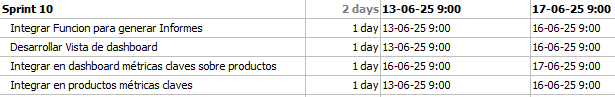 Sprint 10 2 days 13-06-25 9:00 17-06-25 9:00
Integrar Funcion para generar Informes 1 day 13-06-25 9:00 16-06-25 9:00
Desarrollar Vista de dashboard 1 day 13-06-25 9:00 16-06-25 9:00
Integrar en dashboard métricas claves sobre productos 1 day 16-06-25 9:00 17-06-25 9:00
Integrar en productos métricas claves 1 day 13-06-25 9:00 16-06-25 9:00